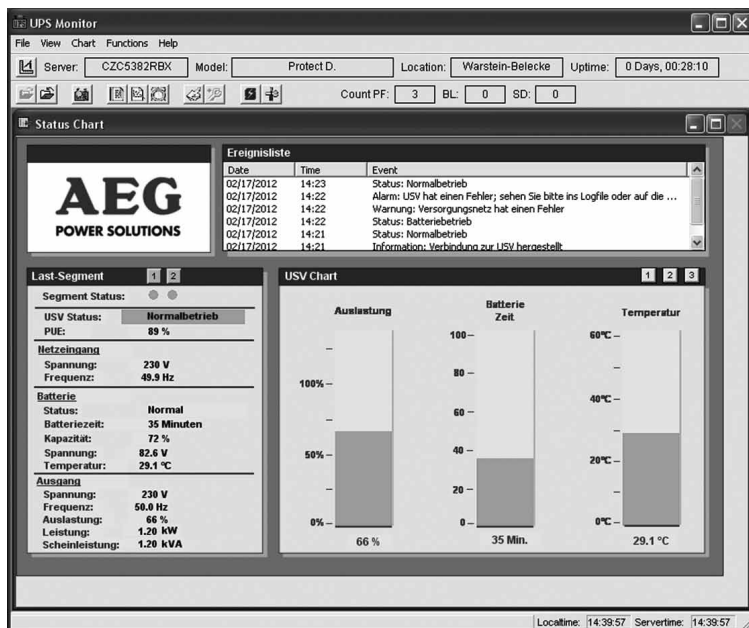 UPS Monitor
File View Chart Functions Help
Server: CZC5382RBX Model: Protect D. Location: Warstein-Belecke Uptime: 0 Days, 00:28:10
Count PF: 3 BL: 0 SD: 0
Status Chart
AEG
POWER SOLUTIONS
Ereignisliste
Date Time Event
02/17/2012 14:23 Status: Normalbetrieb
02/17/2012 14:22 Alarm: USV hat einen Fehler; sehen Sie bitte ins Logfile oder auf die ...
02/17/2012 14:22 Warnung: Versorgungsnetz hat einen Fehler
02/17/2012 14:22 Status: Batteriebetrieb
02/17/2012 14:21 Status: Normalbetrieb
02/17/2012 14:21 Information: Verbindung zur USV hergestellt
Last-Segment 1 2
Segment Status:
USV Status: Normalbetrieb
PUE: 89 %
Netzeingang
Spannung: 230 V
Frequenz: 49.9 Hz
Batterie
Status: Normal
Batteriezeit: 35 Minuten
Kapazität: 72 %
Spannung: 82.6 V
Temperatur: 29.1 °C
Ausgang
Spannung: 230 V
Frequenz: 50.0 Hz
Auslastung: 66 %
Leistung: 1.20 kW
Scheinleistung: 1.20 kVA
USV Chart 1 2 3
Auslastung
100%
50%
0%
66 %
Batterie
Zeit
100
80
60
40
20
0
35 Min.
Temperatur
60°C
40°C
20°C
0°C
29.1 °C
Localtime: 14:39:57 Servertime: 14:39:57